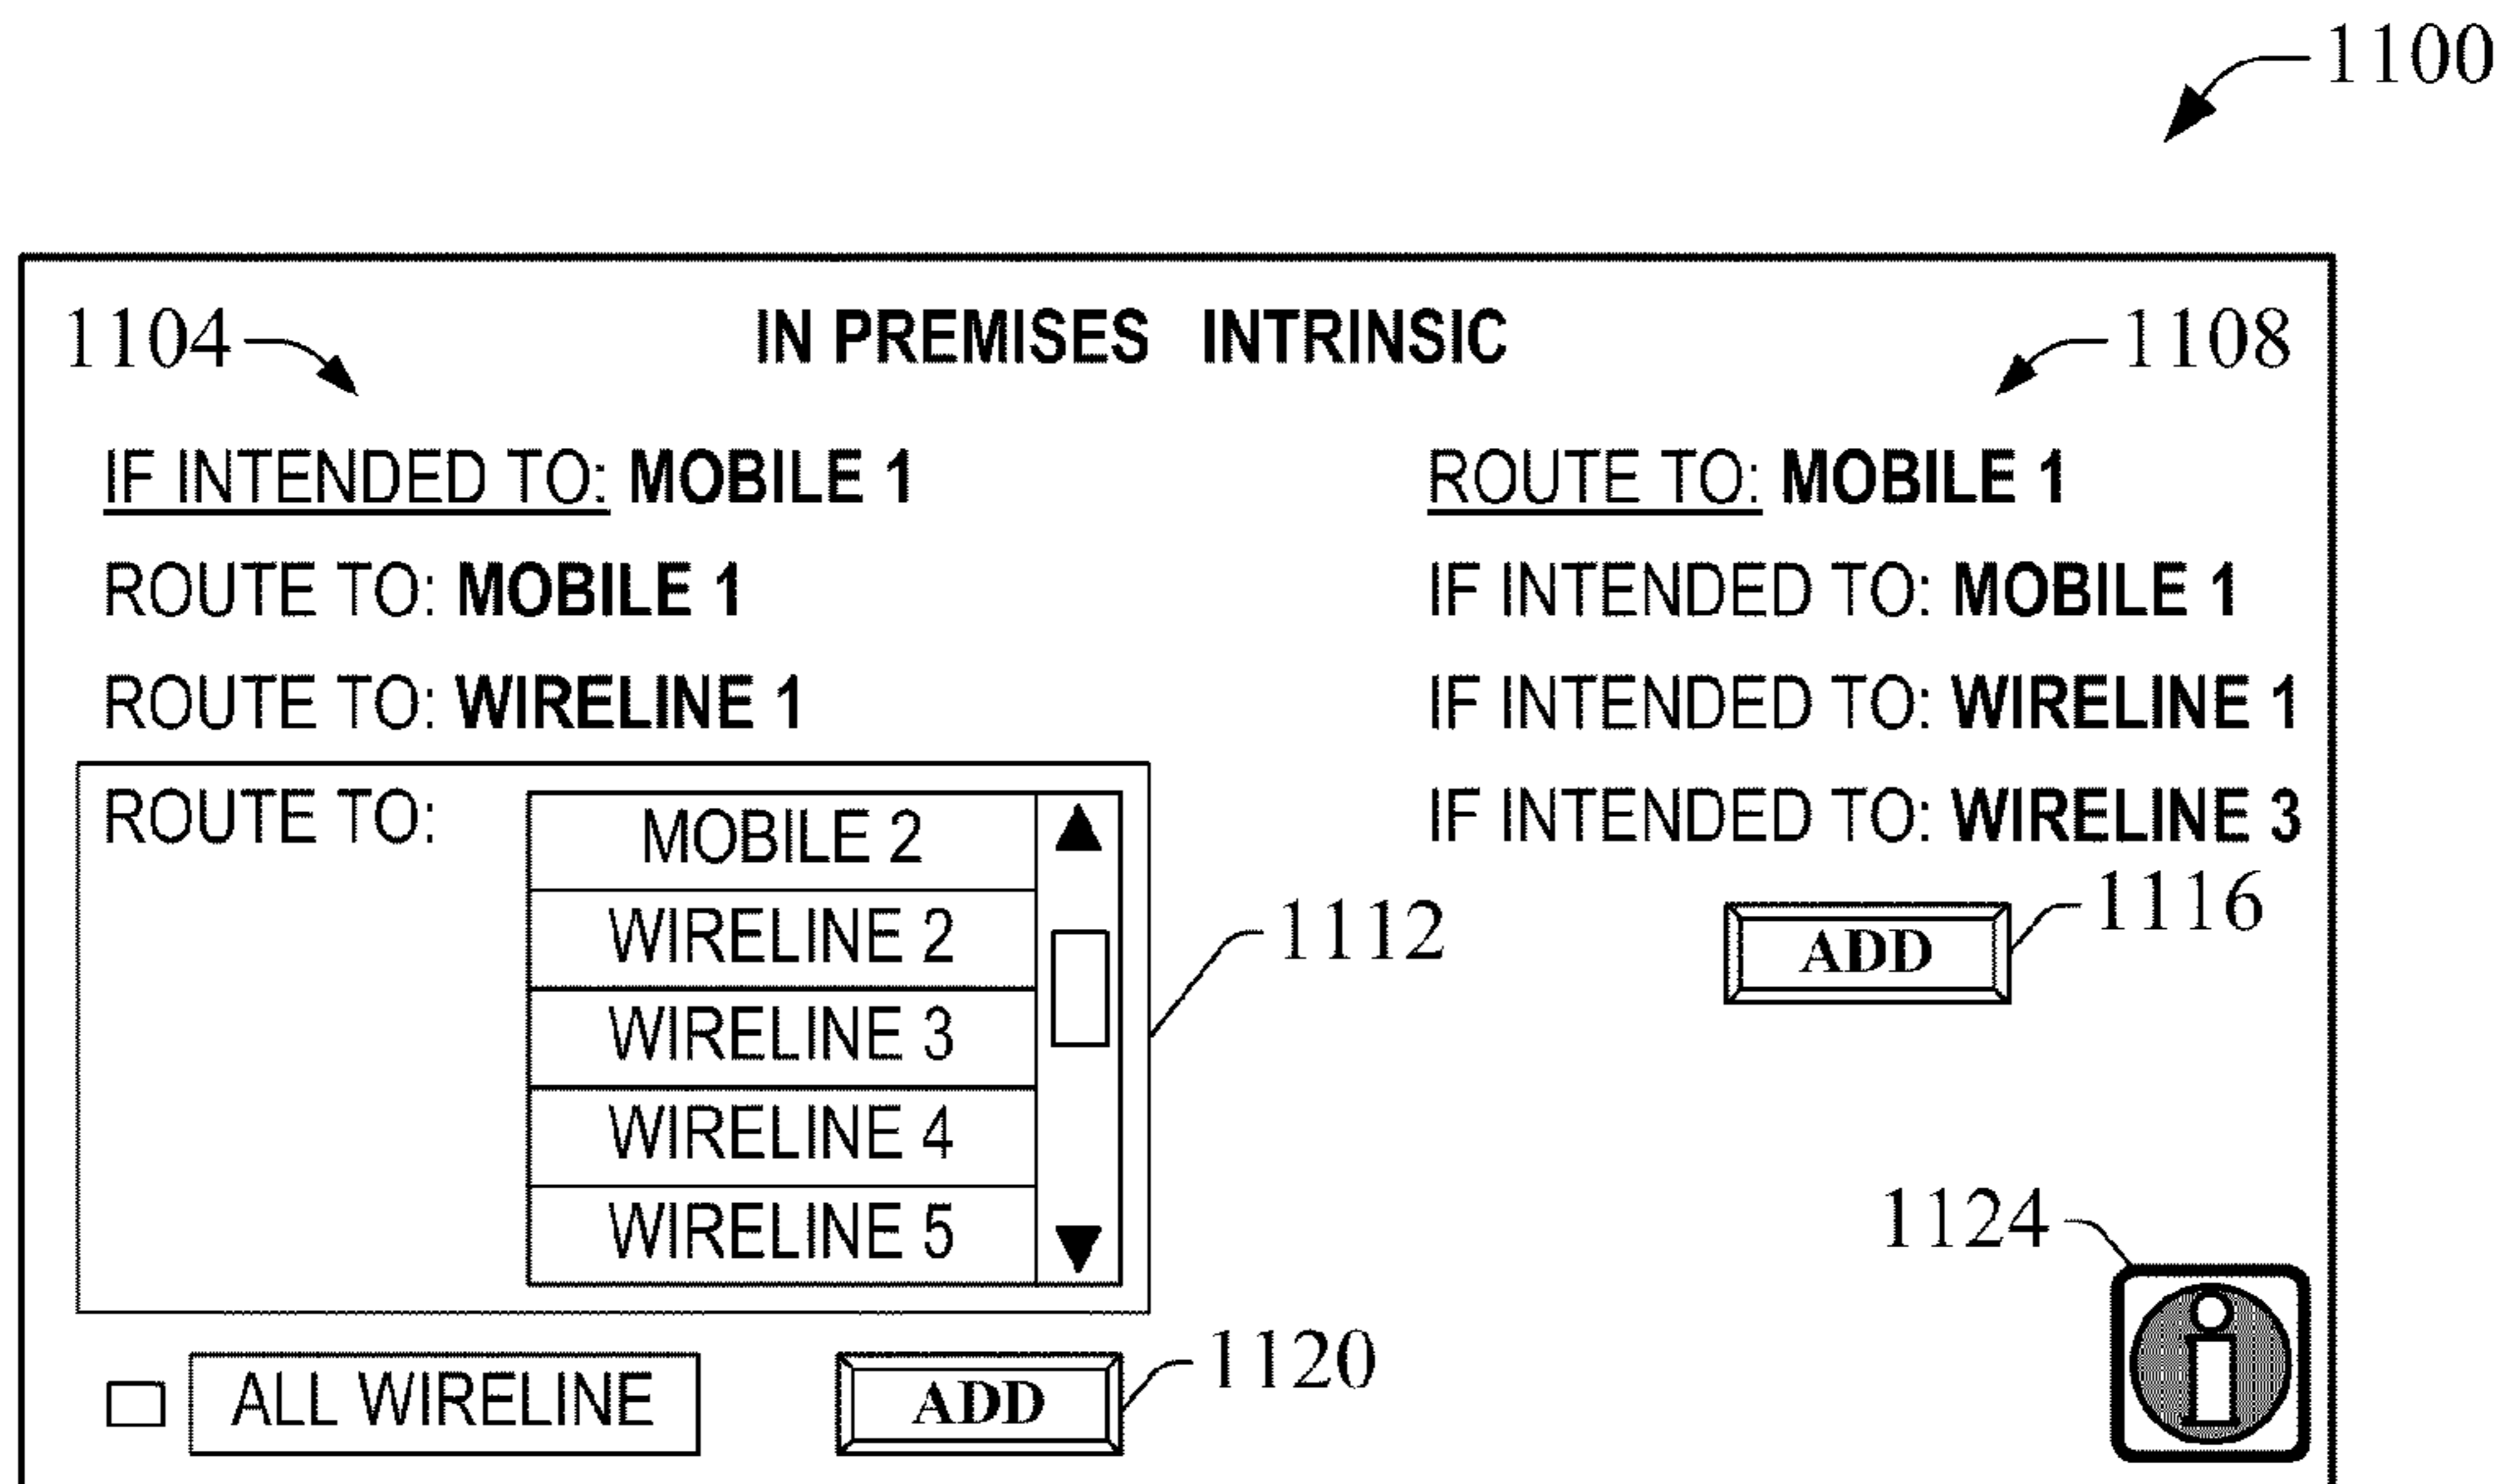 1100
1104
IN PREMISES INTRINSIC
1108
IF INTENDED TO: MOBILE 1
ROUTE TO: MOBILE 1
ROUTE TO: WIRELINE 1
ROUTE TO:
MOBILE 2
WIRELINE 2
WIRELINE 3
WIRELINE 4
WIRELINE 5
1112
ALL WIRELINE
ADD
1120
ROUTE TO: MOBILE 1
IF INTENDED TO: MOBILE 1
IF INTENDED TO: WIRELINE 1
IF INTENDED TO: WIRELINE 3
ADD
1116
1124
i